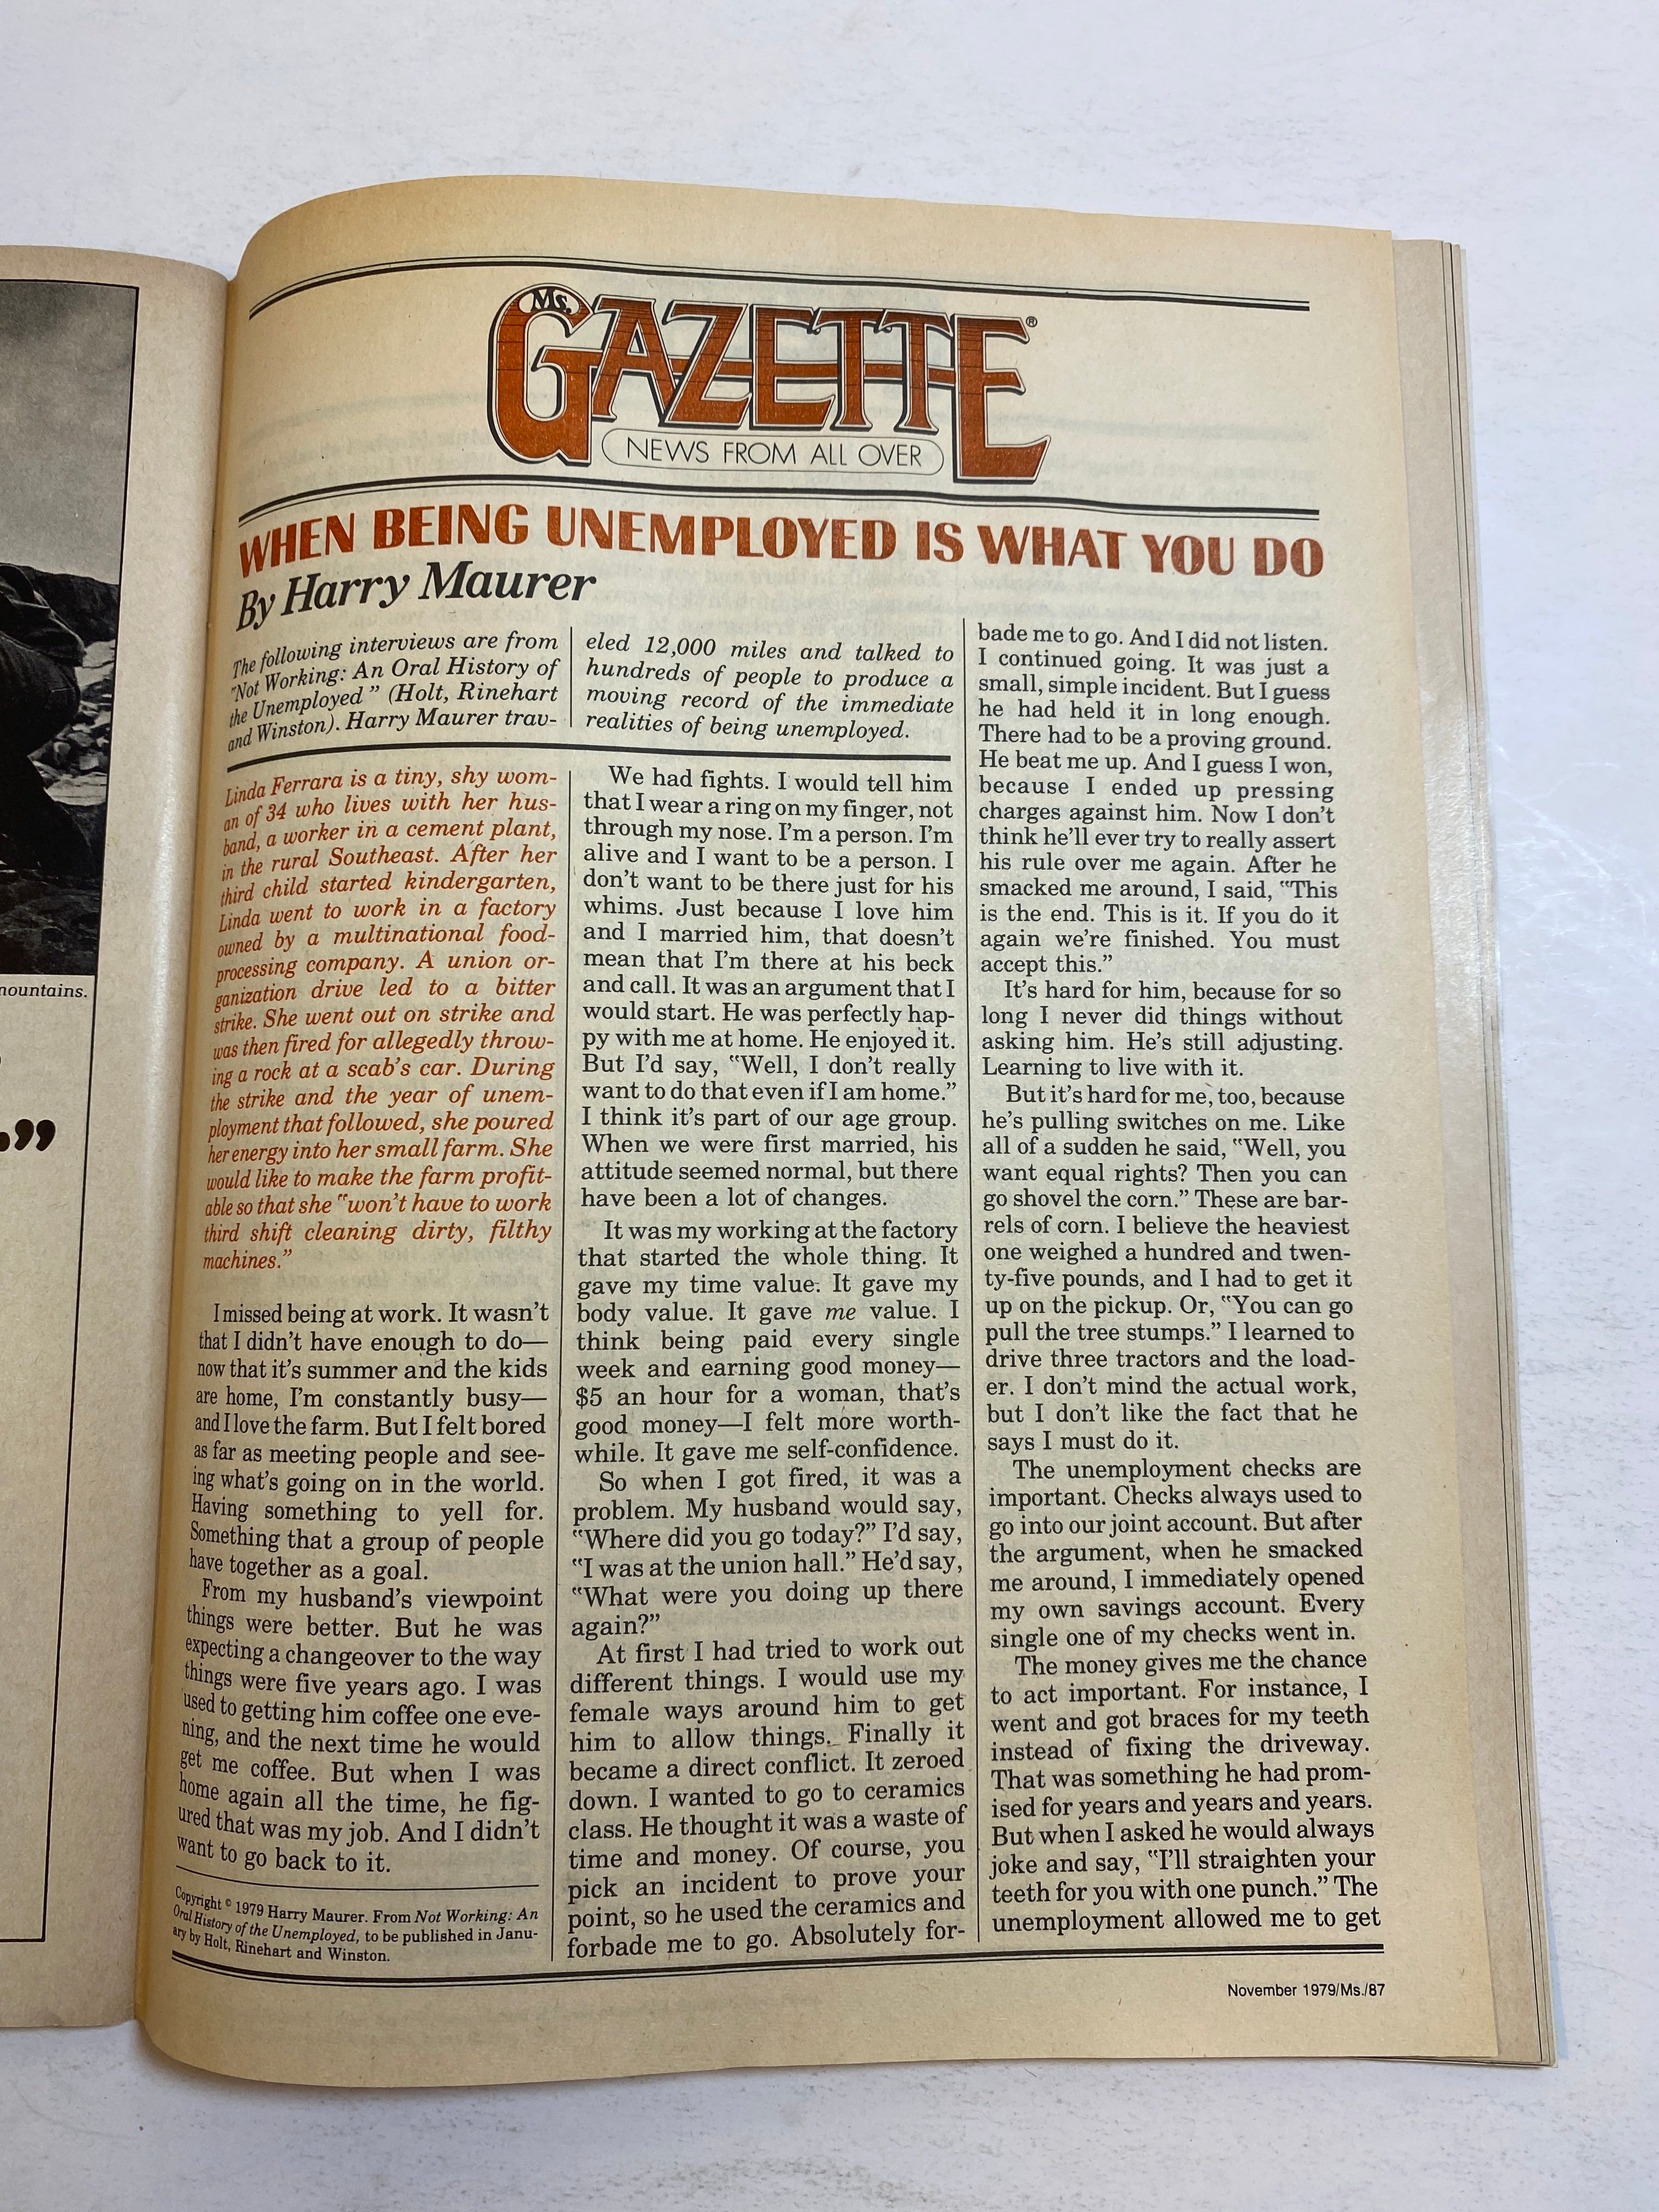 mountains.
.”
Ms.
GAZETTE®
NEWS FROM ALL OVER
WHEN BEING UNEMPLOYED IS WHAT YOU DO
By Harry Maurer
The following interviews are from
"Not Working: An Oral History of
the Unemployed" (Holt, Rinehart
and Winston). Harry Maurer trav-
eled 12,000 miles and talked to
hundreds of people to produce a
moving record of the immediate
realities of being unemployed.
Linda Ferrara is a tiny, shy wom-
an of 34 who lives with her hus-
band, a worker in a cement plant,
in the rural Southeast. After her
third child started kindergarten,
Linda went to work in a factory
owned by a multinational food-
processing company. A union or-
ganization drive led to a bitter
strike. She went out on strike and
was then fired for allegedly throw-
ing a rock at a scab's car. During
the strike and the year of unem-
ployment that followed, she poured
her energy into her small farm. She
would like to make the farm profit-
able so that she "won't have to work
third shift cleaning dirty, filthy
machines."
I missed being at work. It wasn't
that I didn't have enough to do—
now that it's summer and the kids
are home, I'm constantly busy—
and I love the farm. But I felt bored
as far as meeting people and see-
ing what's going on in the world.
Having something to yell for.
Something that a group of people
have together as a goal.
From my husband's viewpoint
things were better. But he was
expecting a changeover to the way
things were five years ago. I was
used to getting him coffee one eve-
ning, and the next time he would
get me coffee. But when I was
home again all the time, he fig-
ured that was my job. And I didn't
want to go back to it.
Copyright © 1979 Harry Maurer. From Not Working: An
Oral History of the Unemployed, to be published in Janu-
ary by Holt, Rinehart and Winston.
We had fights. I would tell him
that I wear a ring on my finger, not
through my nose. I'm a person. I'm
alive and I want to be a person. I
don't want to be there just for his
whims. Just because I love him
and I married him, that doesn't
mean that I'm there at his beck
and call. It was an argument that I
would start. He was perfectly hap-
py with me at home. He enjoyed it.
But I'd say, "Well, I don't really
want to do that even if I am home."
I think it's part of our age group.
When we were first married, his
attitude seemed normal, but there
have been a lot of changes.
It was my working at the factory
that started the whole thing. It
gave my time value. It gave my
body value. It gave me value. I
think being paid every single
week and earning good money—
$5 an hour for a woman, that's
good money—I felt more worth-
while. It gave me self-confidence.
So when I got fired, it was a
problem. My husband would say,
"Where did you go today?" I'd say,
"I was at the union hall." He'd say,
"What were you doing up there
again?"
At first I had tried to work out
different things. I would use my
female ways around him to get
him to allow things. Finally it
became a direct conflict. It zeroed
down. I wanted to go to ceramics
class. He thought it was a waste of
time and money. Of course, you
pick an incident to prove your
point, so he used the ceramics and
forbade me to go. Absolutely for-
bade me to go. And I did not listen.
I continued going. It was just a
small, simple incident. But I guess
he had held it in long enough.
There had to be a proving ground.
He beat me up. And I guess I won,
because I ended up pressing
charges against him. Now I don't
think he'll ever try to really assert
his rule over me again. After he
smacked me around, I said, "This
is the end. This is it. If you do it
again we're finished. You must
accept this."
It's hard for him, because for so
long I never did things without
asking him. He's still adjusting.
Learning to live with it.
But it's hard for me, too, because
he's pulling switches on me. Like
all of a sudden he said, "Well, you
want equal rights? Then you can
go shovel the corn." These are bar-
rels of corn. I believe the heaviest
one weighed a hundred and twen-
ty-five pounds, and I had to get it
up on the pickup. Or, "You can go
pull the tree stumps." I learned to
drive three tractors and the load-
er. I don't mind the actual work,
but I don't like the fact that he
says I must do it.
The unemployment checks are
important. Checks always used to
go into our joint account. But after
the argument, when he smacked
me around, I immediately opened
my own savings account. Every
single one of my checks went in.
The money gives me the chance
to act important. For instance, I
went and got braces for my teeth
instead of fixing the driveway.
That was something he had prom-
ised for years and years and years.
But when I asked he would always
joke and say, "I'll straighten your
teeth for you with one punch." The
unemployment allowed me to get
November 1979/Ms./87